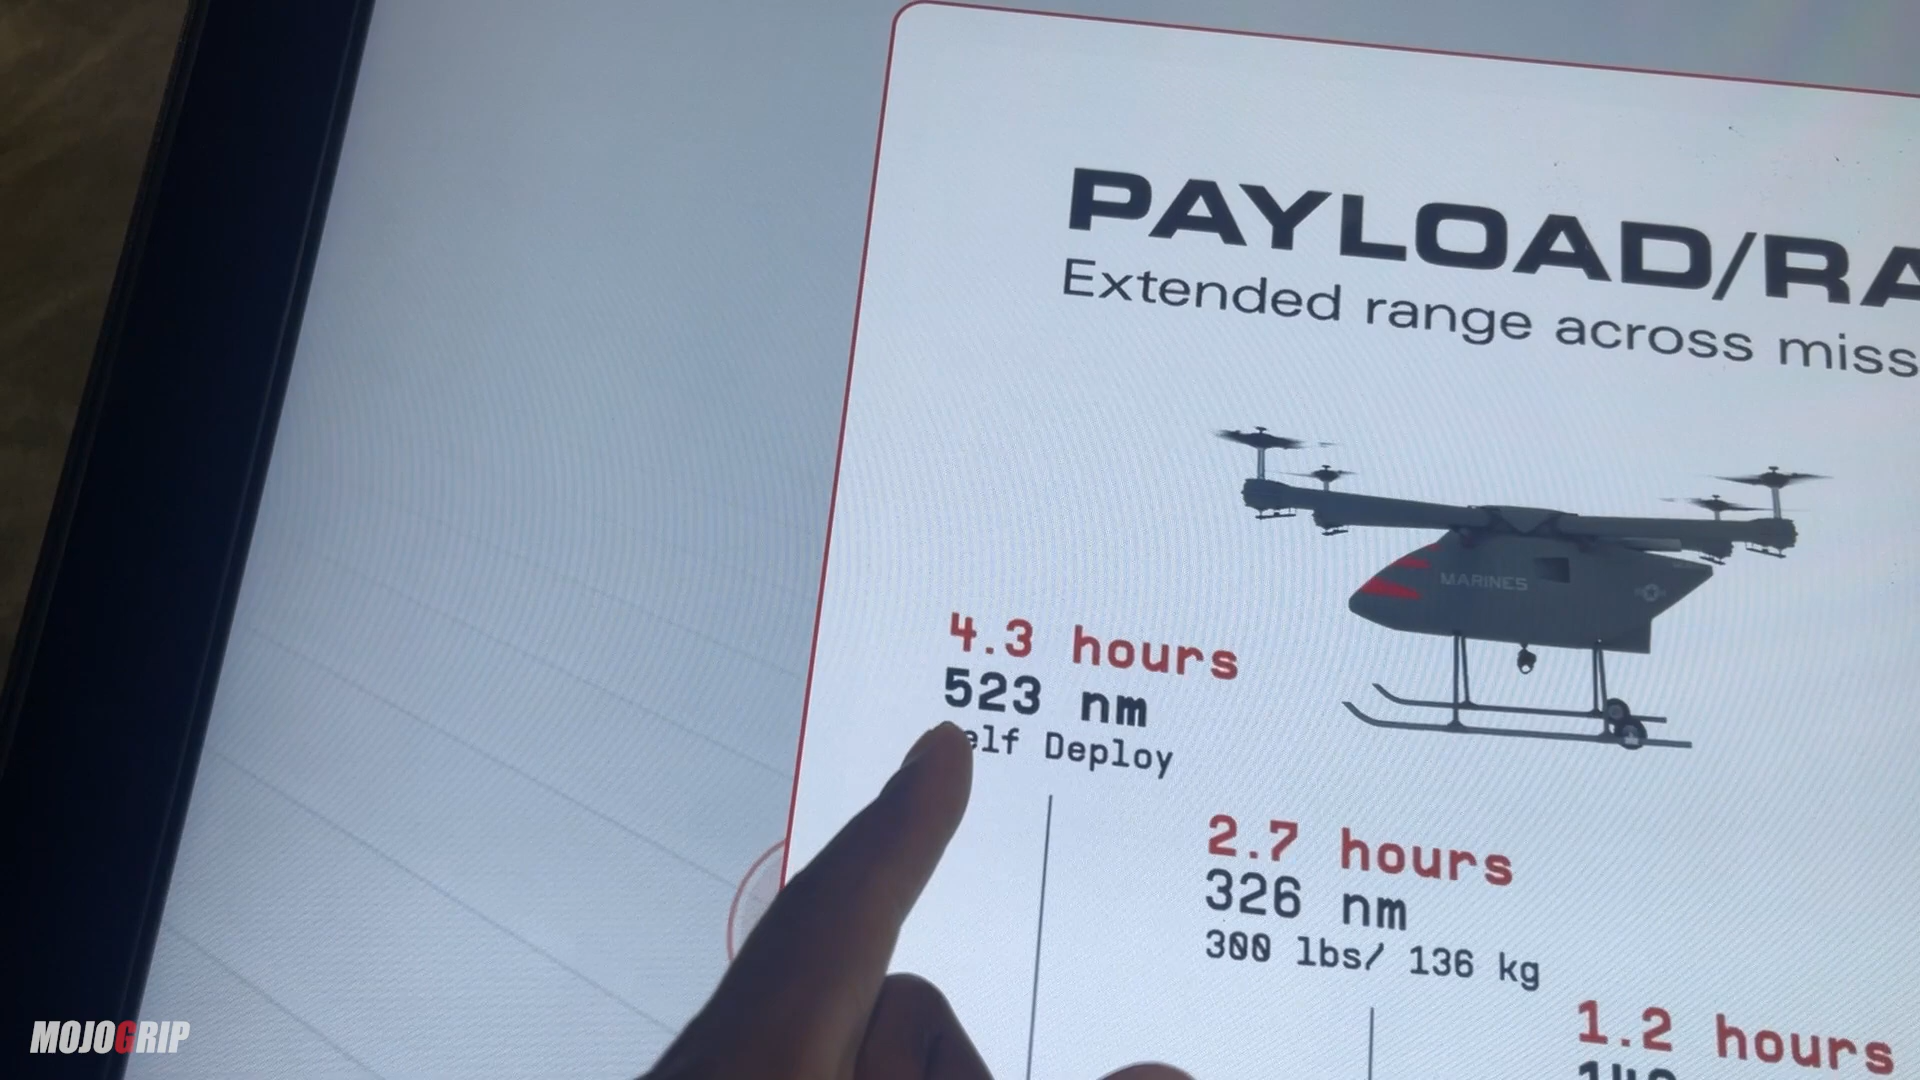 PAYLOAD/RA
Extended range across miss
MARINES
4.3 hours
523 nm
elf Deploy
2.7 hours
326 nm
300 lbs/ 136 kg
1.2 hours
MOJOGRIP